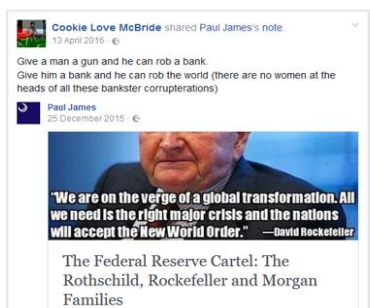 Cookie Love McBride shared Paul James's note.
13 April 2016 ·
Give a man a gun and he can rob a bank.
Give him a bank and he can rob the world (there are no women at the
heads of all these bankster corrupterations)
Paul James
25 December 2015 ·
"We are on the verge of a global transformation. All
we need is the right major crisis and the nations
will accept the New World Order." —David Rockefeller
The Federal Reserve Cartel: The
Rothschild, Rockefeller and Morgan
Families